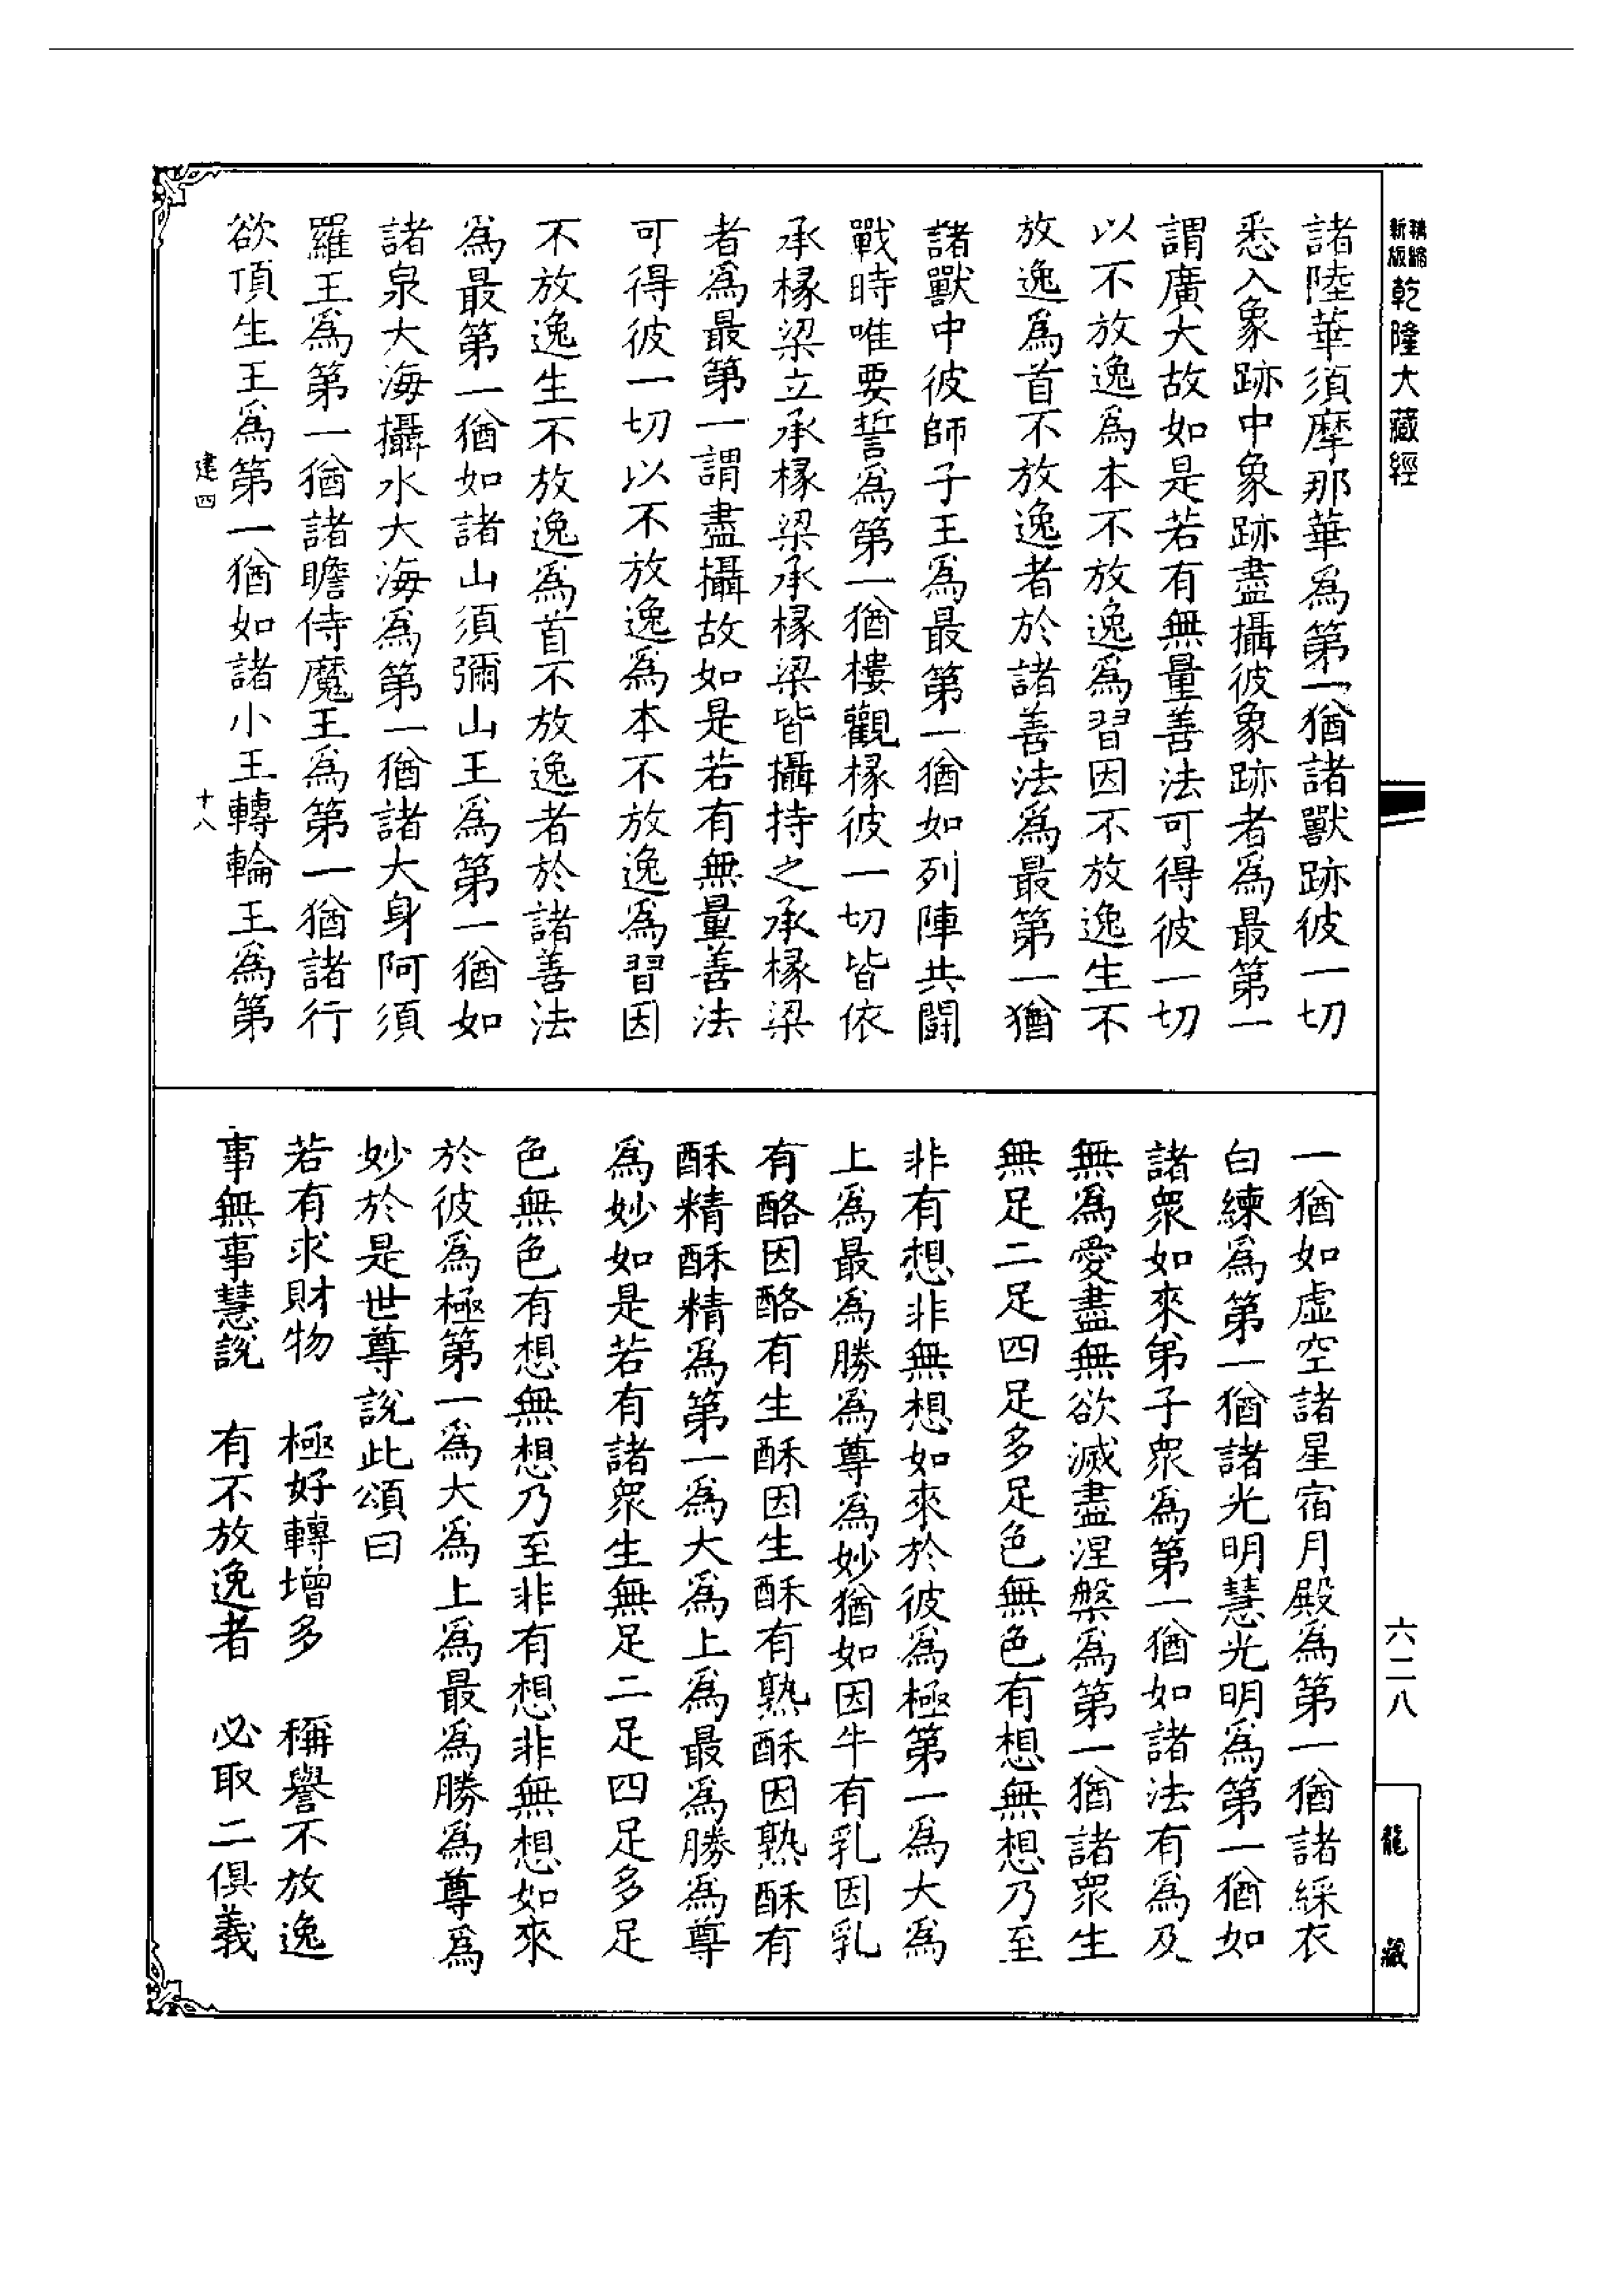 精縮
新版
乾隆大藏經
六二八
龍藏
諸陸華須摩那華爲第一猶諸獸跡彼一切
悉入象跡中象跡盡攝彼象跡者爲最第一
謂廣大故如是若有無量善法可得彼一切
以不放逸爲本不放逸爲習因不放逸生不
放逸爲首不放逸者於諸善法爲最第一猶
諸獸中彼師子王爲最第一猶如列陣共鬪
戰時唯要誓爲第一猶樓觀椽彼一切皆依
承椽梁立承椽梁承椽梁皆攝持之承椽梁
者爲最第一謂盡攝故如是若有無量善法
可得彼一切以不放逸爲本不放逸爲習因
不放逸生不放逸爲首不放逸者於諸善法
爲最第一猶如諸山須彌山王爲第一猶如
諸泉大海攝水大海爲第一猶諸大身阿須
羅王爲第一猶諸瞻侍魔王爲第一猶諸行
欲頂生王爲第一猶如諸小王轉輪王爲第
建四
十八
一猶如虛空諸星宿月殿爲第一猶諸綵衣
白練爲第一猶諸光明慧光明爲第一猶如
諸衆如來弟子衆爲第一猶如諸法有爲及
無爲愛盡無欲滅盡涅槃爲第一猶諸衆生
無足二足四足多足色無色有想無想乃至
非有想非無想如來於彼爲極第一爲大爲
上爲最爲勝爲尊爲妙猶如因牛有乳因乳
有酪因酪有生酥因生酥有熟酥因熟酥有
酥精酥精爲第一爲大爲上爲最爲勝爲尊
爲妙如是若有諸衆生無足二足四足多足
色無色有想無想乃至非有想非無想如來
於彼爲極第一爲大爲上爲最爲勝爲尊爲
妙於是世尊說此頌曰
若有求財物　極好轉增多　稱譽不放逸
事無事慧說　有不放逸者　必取二俱義